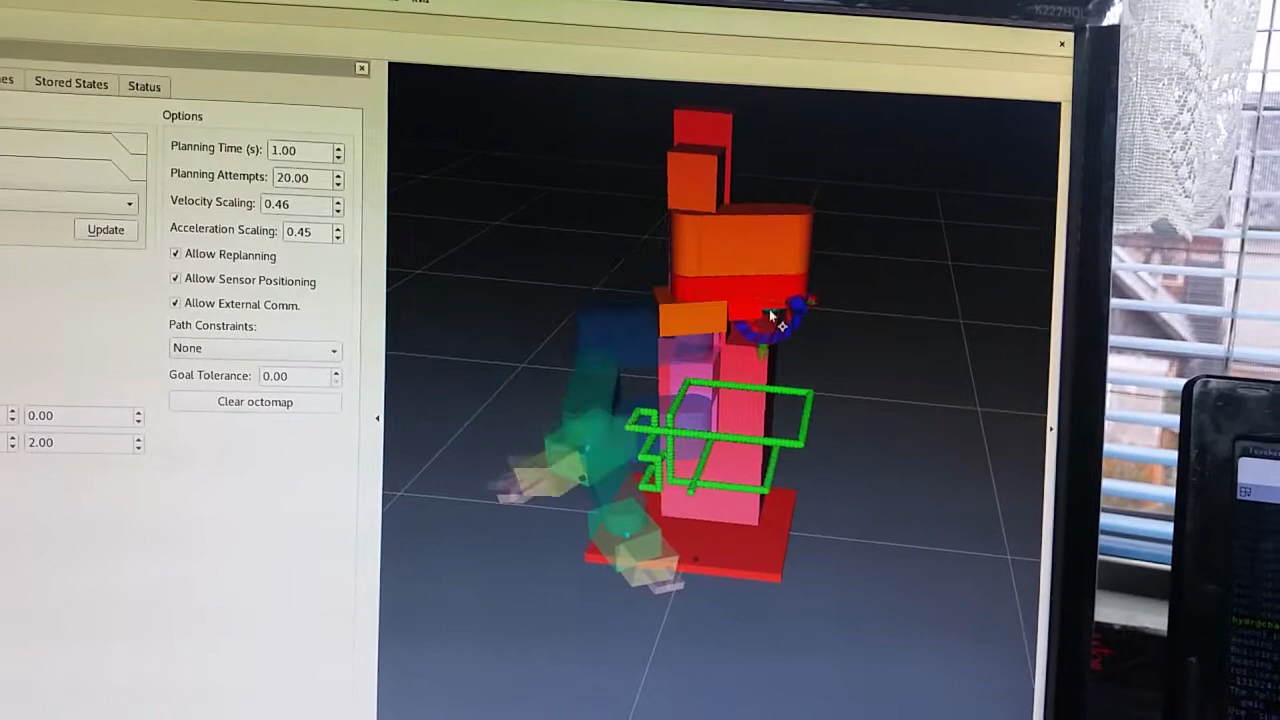 K227HQL
es
Stored States
Status
Options
Planning Time (s): 1.00
Planning Attempts: 20.00
Velocity Scaling: 0.46
Update
Acceleration Scaling: 0.45
Allow Replanning
Allow Sensor Positioning
Allow External Comm.
Path Constraints:
None
Goal Tolerance: 0.00
Clear octomap
0.00
2.00